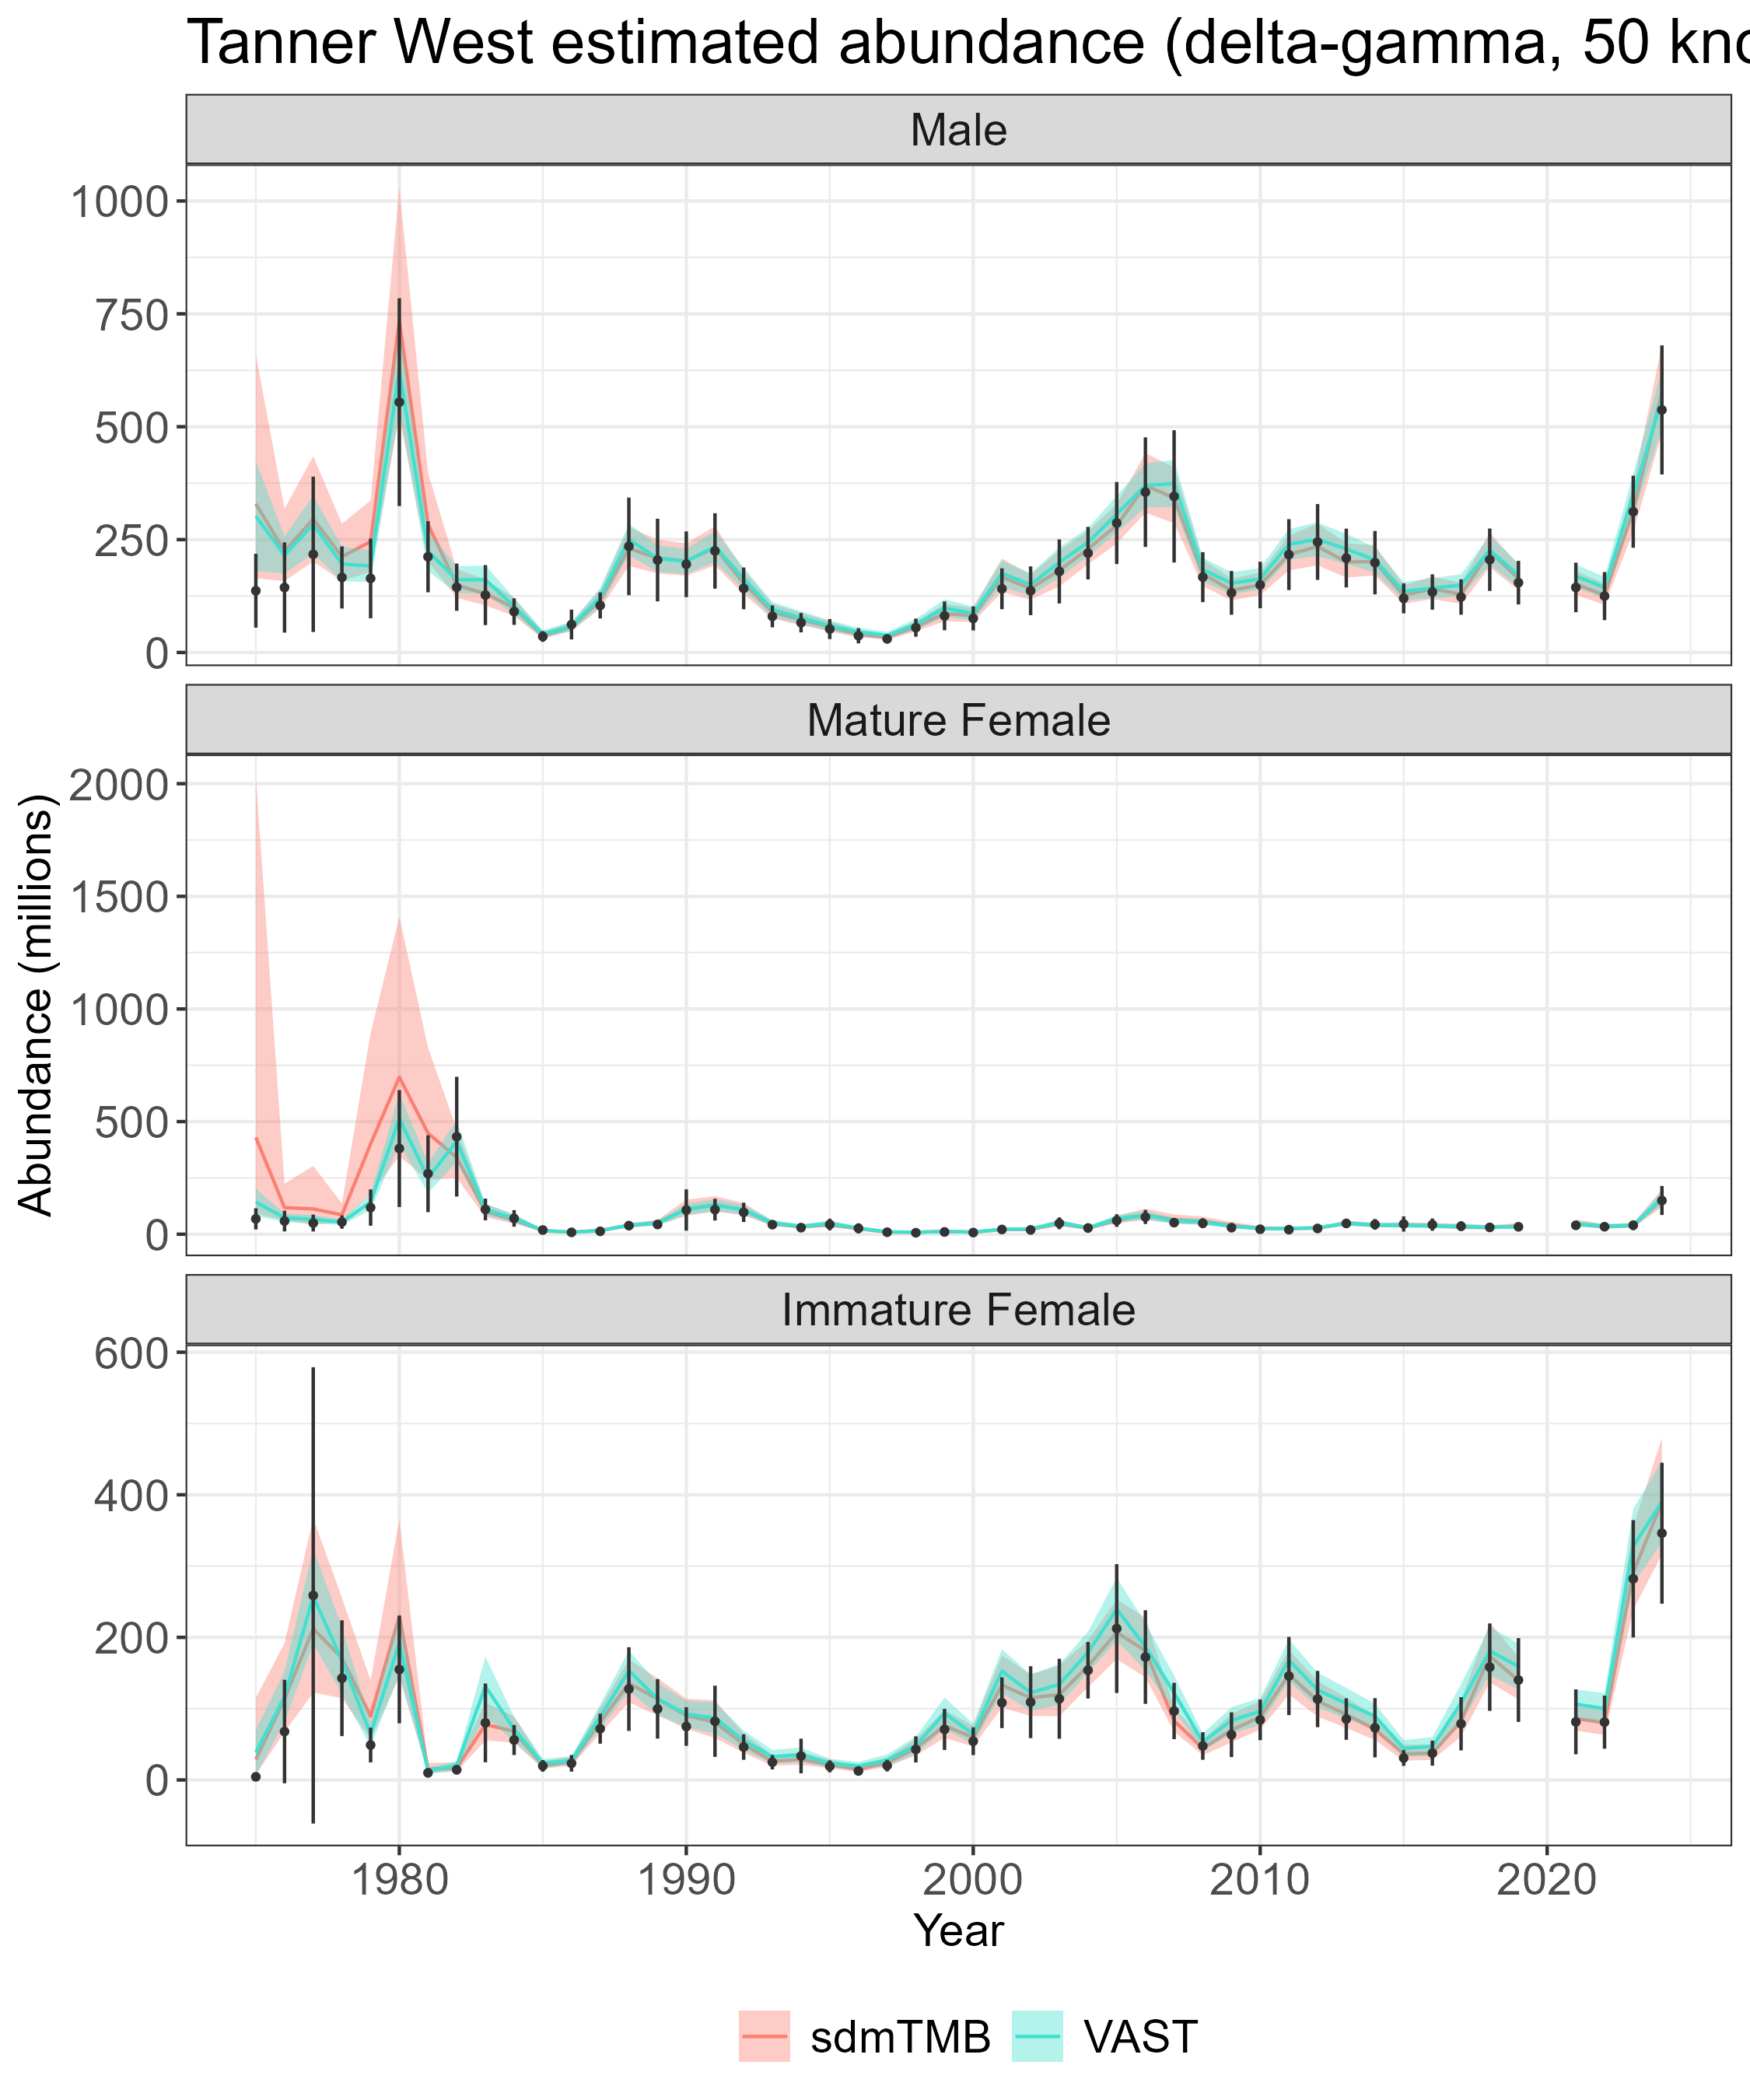 Tanner West estimated abundance (delta-gamma, 50
Male
1000
750
500
250
0
Mature Female
2000
1500
1000
500
0
Immature Female
600
400
200
0
Abundance (millions)
1980 1990 2000 2010 2020
Year
sdmTMB VAST